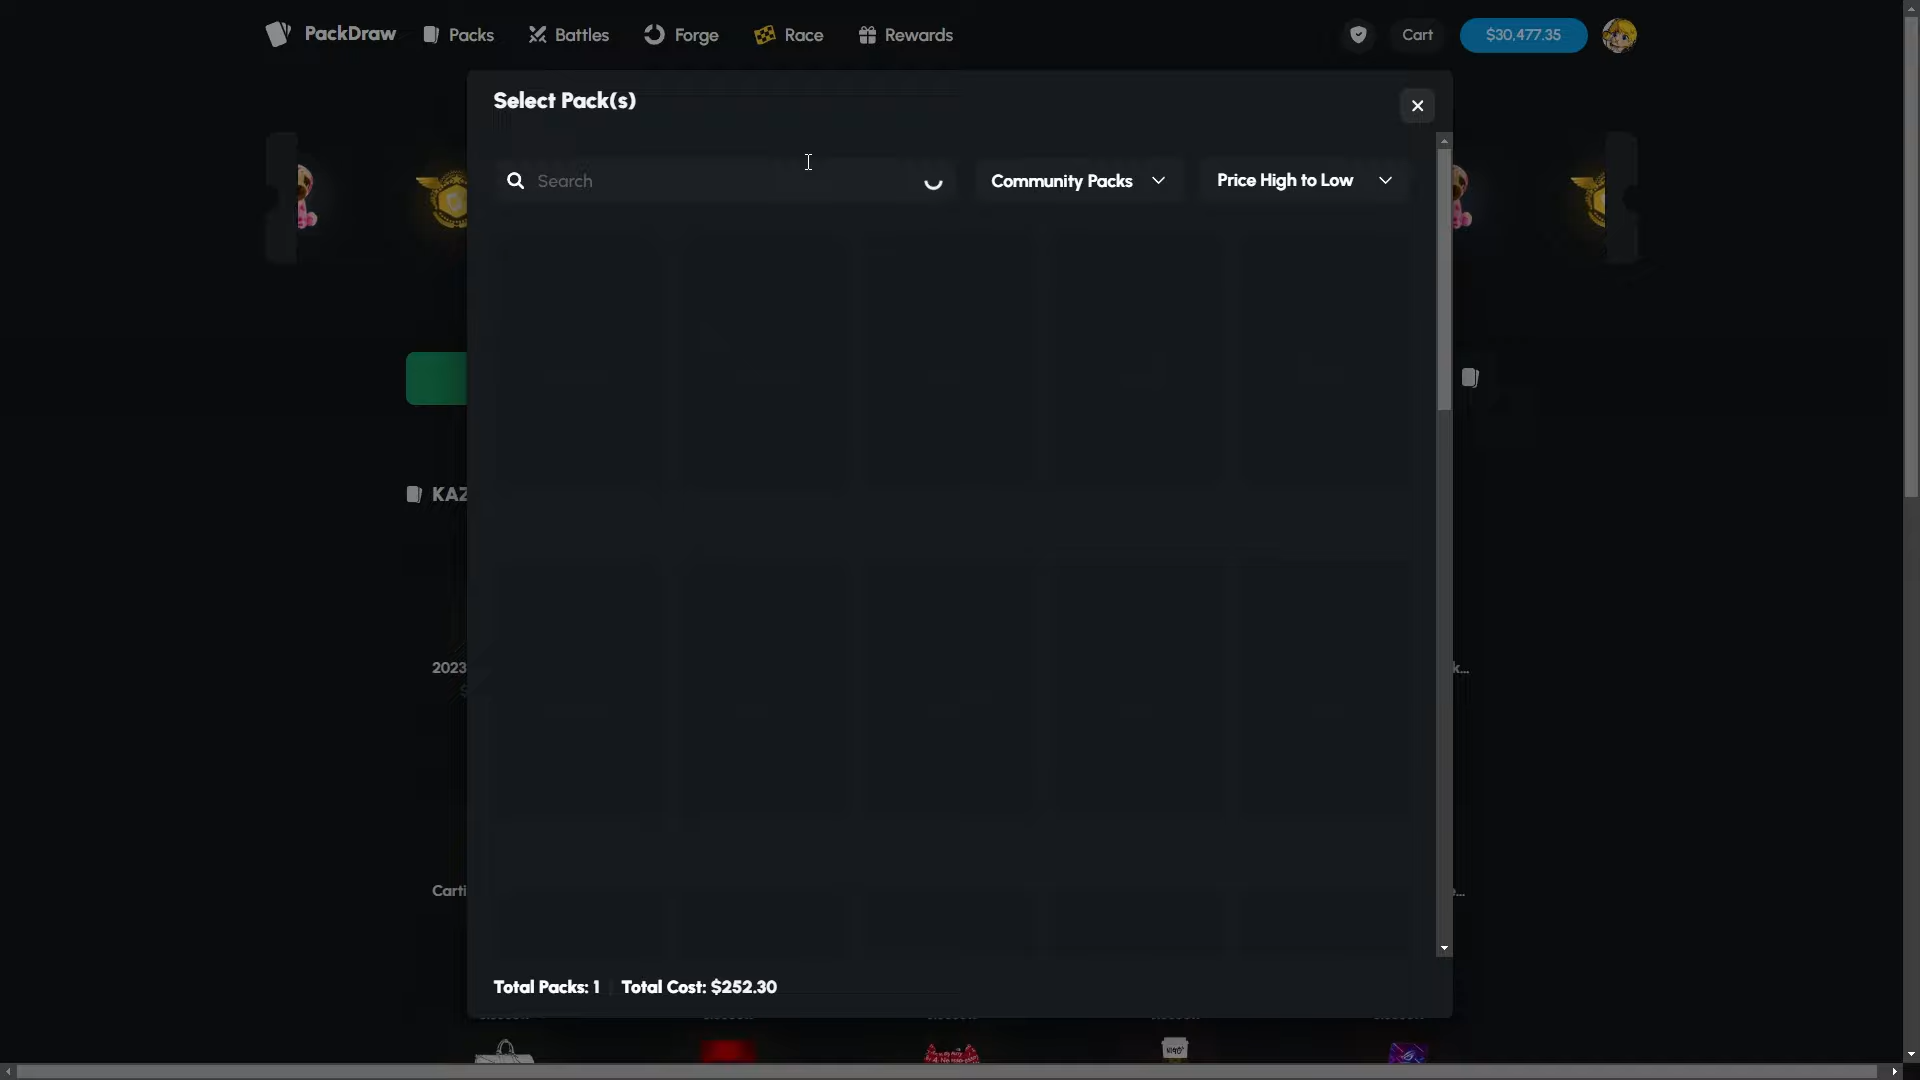 PackDraw Packs Battles Forge Race Rewards Cart $30,477.35
Select Pack(s)
Search Community Packs Price High to Low
KAZ
2023
k...
Carti
Total Packs: 1 Total Cost: $252.30